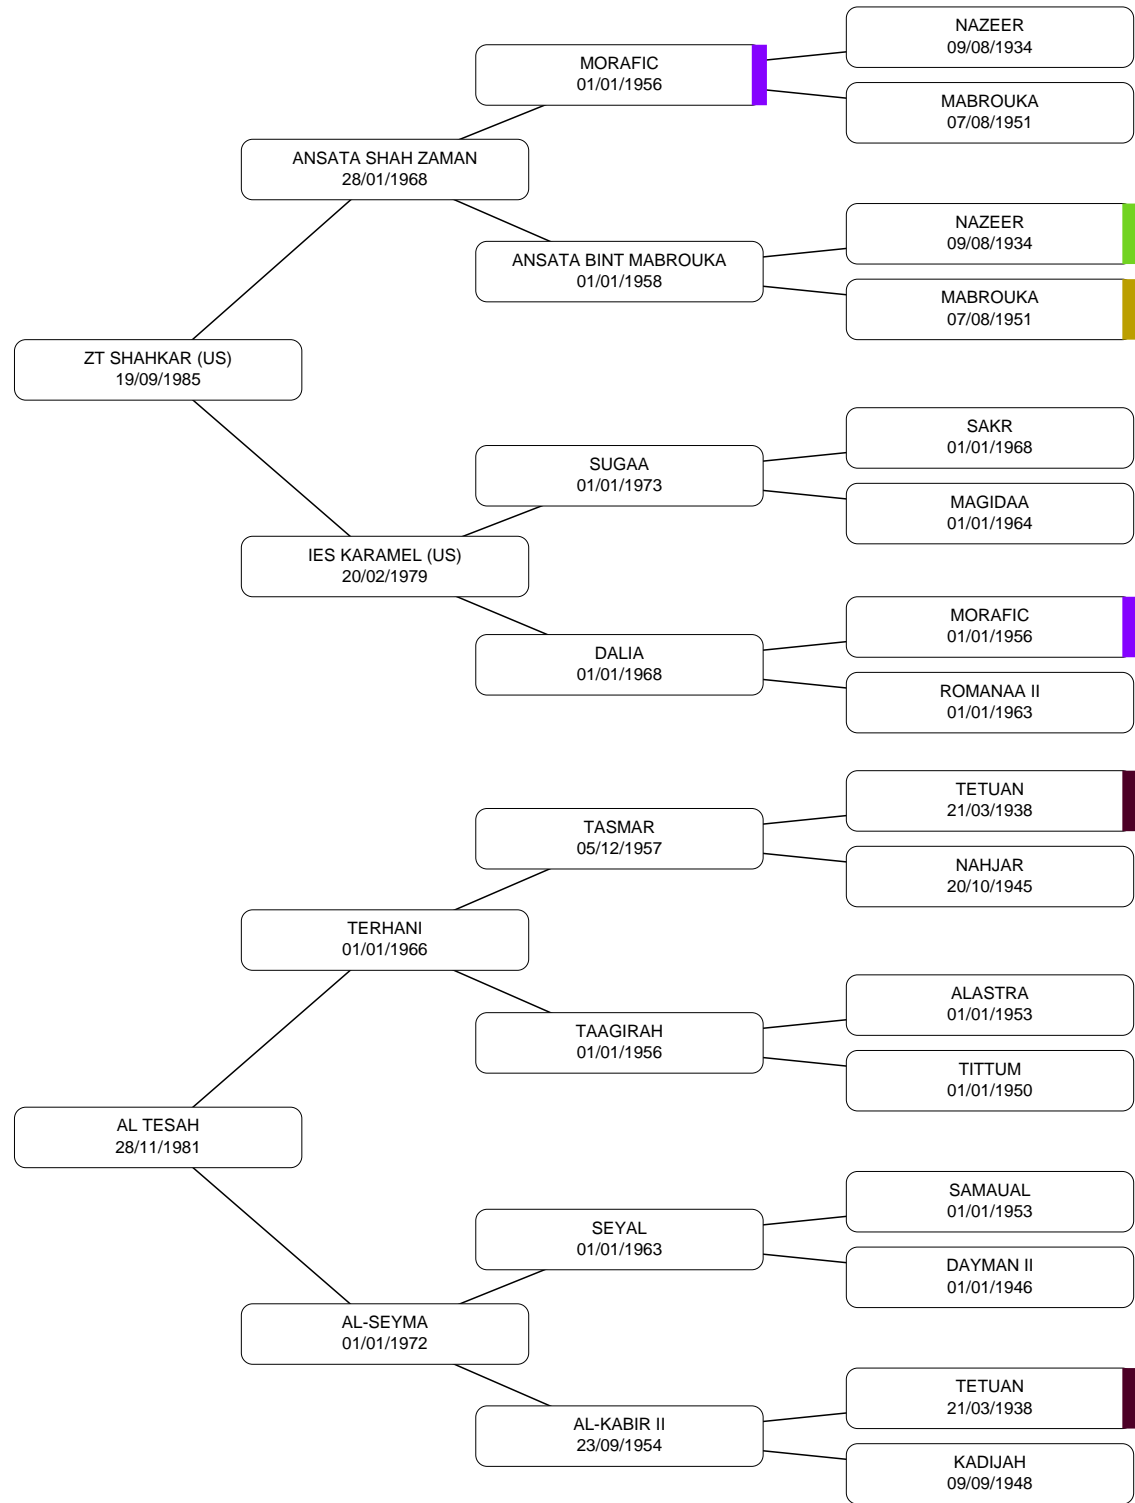 NAZEER
09/08/1934
MORAFIC
01/01/1956
MABROUKA
07/08/1951
ANSATA SHAH ZAMAN
28/01/1968
NAZEER
09/08/1934
ANSATA BINT MABROUKA
01/01/1958
MABROUKA
07/08/1951
ZT SHAHKAR (US)
19/09/1985
SAKR
01/01/1968
SUGAA
01/01/1973
MAGIDAA
01/01/1964
IES KARAMEL (US)
20/02/1979
MORAFIC
01/01/1956
DALIA
01/01/1968
ROMANAA II
01/01/1963
TETUAN
21/03/1938
TASMAR
05/12/1957
NAHJAR
20/10/1945
TERHANI
01/01/1966
ALASTRA
01/01/1953
TAAGIRAH
01/01/1956
TITTUM
01/01/1950
AL TESAH
28/11/1981
SAMAUAL
01/01/1953
SEYAL
01/01/1963
DAYMAN II
01/01/1946
AL-SEYMA
01/01/1972
TETUAN
21/03/1938
AL-KABIR II
23/09/1954
KADIJAH
09/09/1948